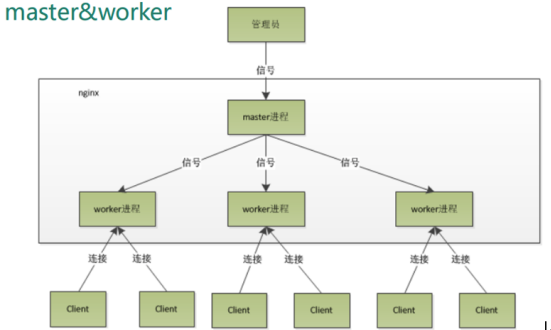 master&worker
管理员
信号
nginx
master进程
信号 信号 信号
worker进程 worker进程 worker进程
连接 连接 连接 连接 连接 连接
Client Client Client Client Client Client